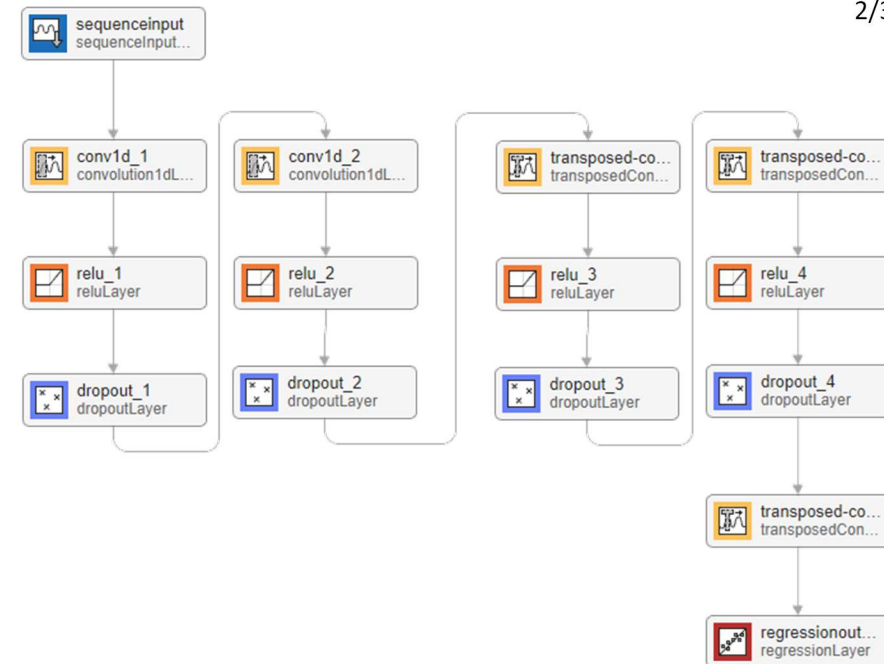 2/3
sequenceinput
sequenceInput...
conv1d_1
convolution1dL...
relu_1
reluLayer
dropout_1
dropoutLayer
conv1d_2
convolution1dL...
relu_2
reluLayer
dropout_2
dropoutLayer
transposed-co...
transposedCon...
relu_3
reluLayer
dropout_3
dropoutLayer
transposed-co...
transposedCon...
relu_4
reluLayer
dropout_4
dropoutLayer
transposed-co...
transposedCon...
regressionout...
regressionLayer